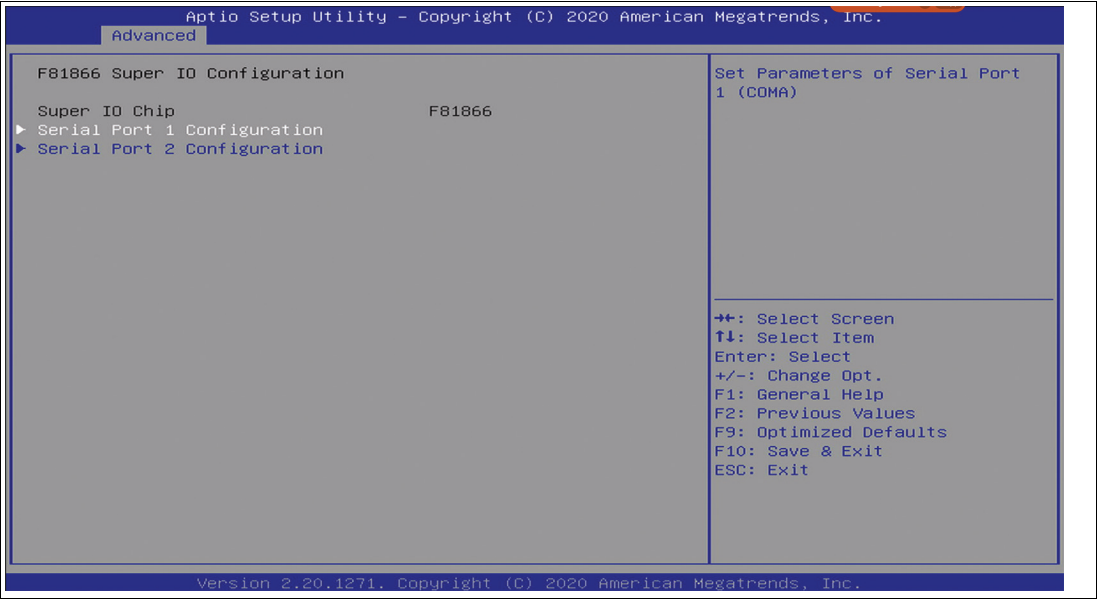 Aptio Setup Utility – Copyright (C) 2020 American Megatrends, Inc.
Advanced
F81866 Super IO Configuration
Super IO Chip F81866
Serial Port 1 Configuration
Serial Port 2 Configuration
Set Parameters of Serial Port
1 (COMA)
→←: Select Screen
↑↓: Select Item
Enter: Select
+/-: Change Opt.
F1: General Help
F2: Previous Values
F9: Optimized Defaults
F10: Save & Exit
ESC: Exit
Version 2.20.1271. Copyright (C) 2020 American Megatrends, Inc.